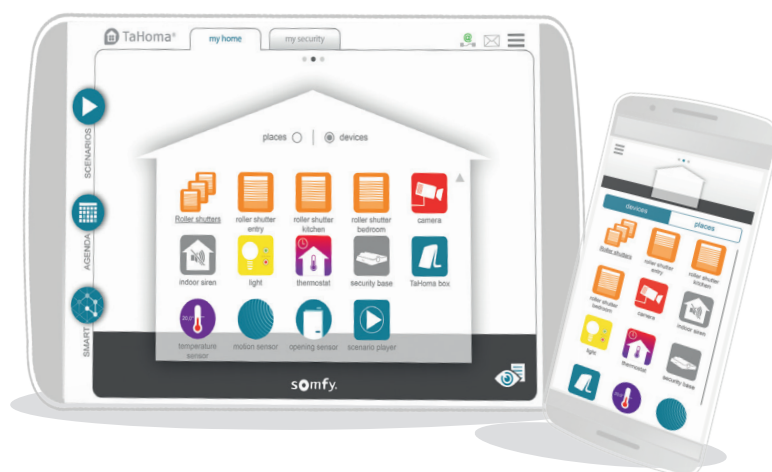 TaHoma®
my home
my security
@
SCENARIOS
AGENDA
SMART
places
devices
Roller shutters
roller shutter
entry
roller shutter
kitchen
roller shutter
bedroom
camera
indoor siren
light
thermostat
security base
TaHoma box
20,0°
temperature
sensor
motion sensor
opening sensor
scenario player
somfy.
devices
places
Roller shutters
roller shutter
entry
roller shutter
kitchen
roller shutter
bedroom
camera
indoor siren
light
thermostat
security base